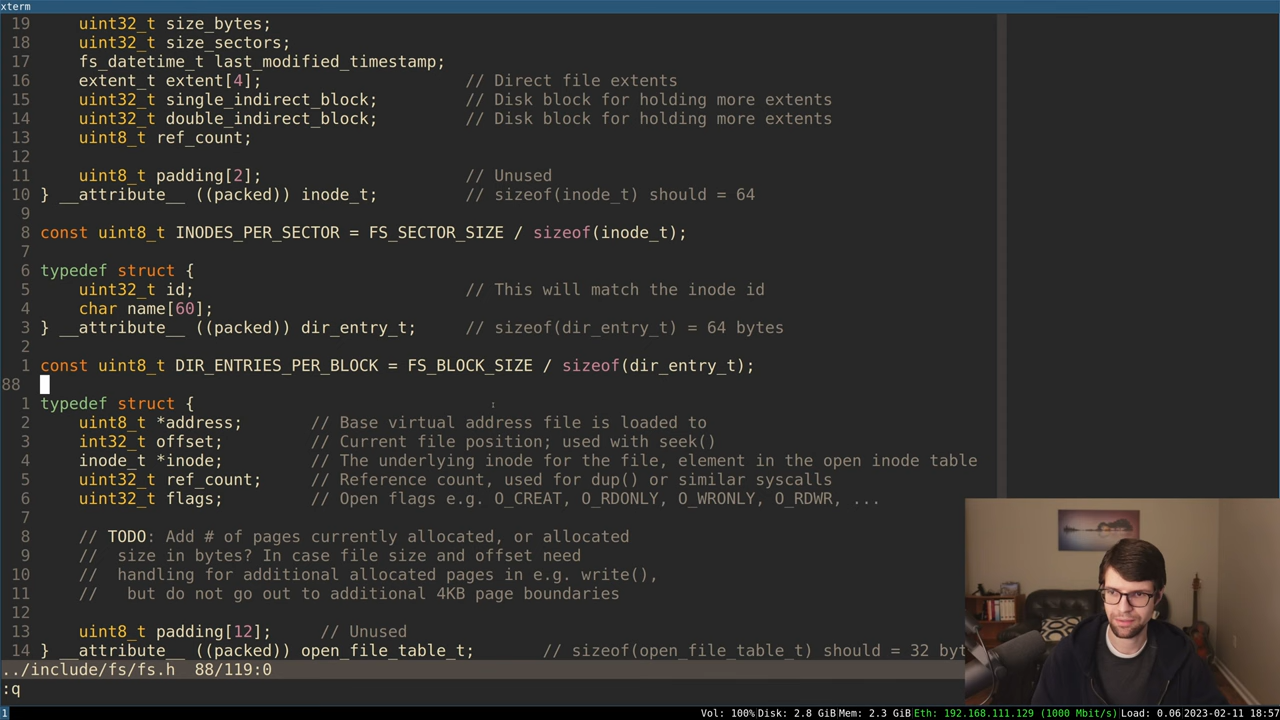 xterm
19 uint32_t size_bytes;
18 uint32_t size_sectors;
17 fs_datetime_t last_modified_timestamp;
16 extent_t extent[4]; // Direct file extents
15 uint32_t single_indirect_block; // Disk block for holding more extents
14 uint32_t double_indirect_block; // Disk block for holding more extents
13 uint8_t ref_count;
12
11 uint8_t padding[2]; // Unused
10 } __attribute__ ((packed)) inode_t; // sizeof(inode_t) should = 64
9
8 const uint8_t INODES_PER_SECTOR = FS_SECTOR_SIZE / sizeof(inode_t);
7
6 typedef struct {
5 uint32_t id; // This will match the inode id
4 char name[60];
3 } __attribute__ ((packed)) dir_entry_t; // sizeof(dir_entry_t) = 64 bytes
2
1 const uint8_t DIR_ENTRIES_PER_BLOCK = FS_BLOCK_SIZE / sizeof(dir_entry_t);
88
1 typedef struct {
2 uint8_t *address; // Base virtual address file is loaded to
3 int32_t offset; // Current file position; used with seek()
4 inode_t *inode; // The underlying inode for the file, element in the open inode table
5 uint32_t ref_count; // Reference count, used for dup() or similar syscalls
6 uint32_t flags; // Open flags e.g. O_CREAT, O_RDONLY, O_WRONLY, O_RDWR, ...
7
8 // TODO: Add # of pages currently allocated, or allocated
9 // size in bytes? In case file size and offset need
10 // handling for additional allocated pages in e.g. write(),
11 // but do not go out to additional 4KB page boundaries
12
13 uint8_t padding[12]; // Unused
14 } __attribute__ ((packed)) open_file_table_t; // sizeof(open_file_table_t) should = 32 byt
../include/fs/fs.h 88/119:0
:q
1 Vol: 100% Disk: 2.8 GiB Mem: 2.3 GiB Eth: 192.168.111.129 (1000 Mbit/s) Load: 0.06 2023-02-11 18:57